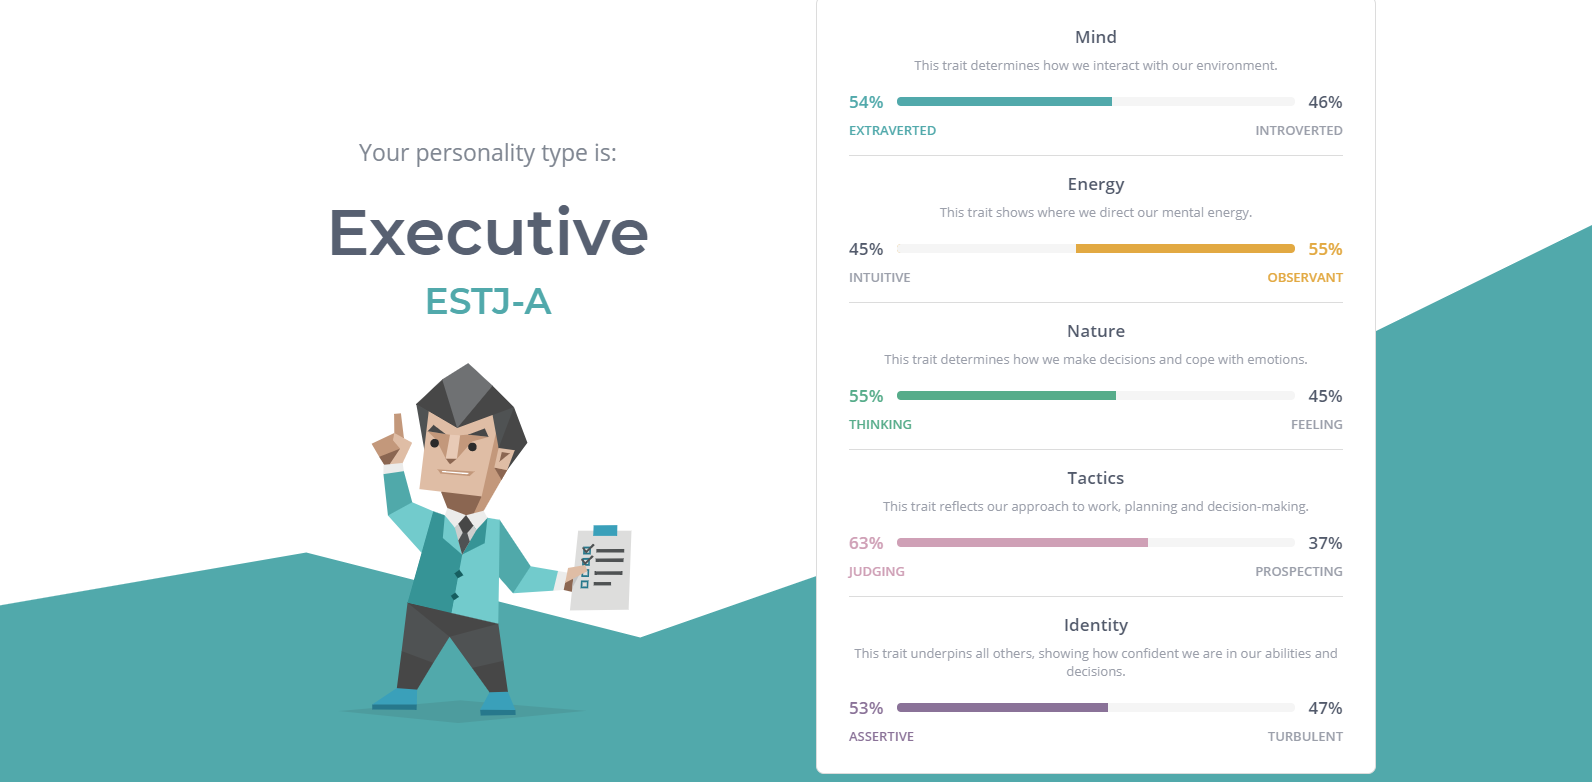 Your personality type is:
Executive
ESTJ-A
Mind
This trait determines how we interact with our environment.
54% 46%
EXTRAVERTED INTROVERTED
Energy
This trait shows where we direct our mental energy.
45% 55%
INTUITIVE OBSERVANT
Nature
This trait determines how we make decisions and cope with emotions.
55% 45%
THINKING FEELING
Tactics
This trait reflects our approach to work, planning and decision-making.
63% 37%
JUDGING PROSPECTING
Identity
This trait underpins all others, showing how confident we are in our abilities and
decisions.
53% 47%
ASSERTIVE TURBULENT